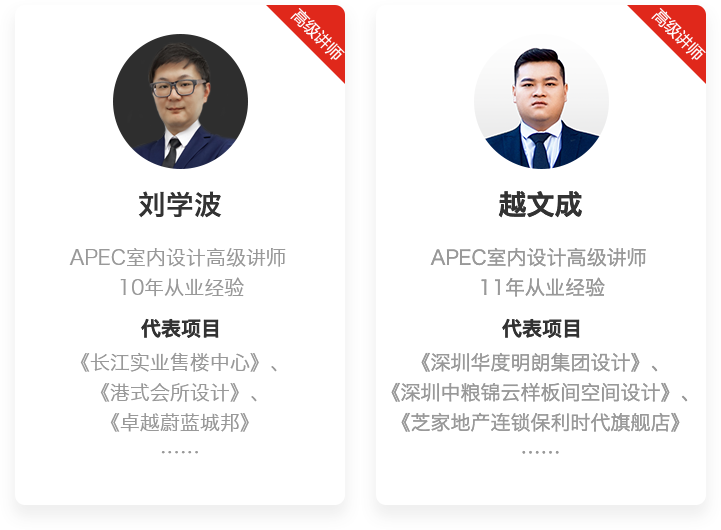 高级讲师
刘学波
APEC室内设计高级讲师
10年从业经验
代表项目
《长江实业售楼中心》、
《港式会所设计》、
《卓越蔚蓝城邦》
······
高级讲师
越文成
APEC室内设计高级讲师
11年从业经验
代表项目
《深圳华度明朗集团设计》、
《深圳中粮锦云样板间空间设计》、
《芝家地产连锁保利时代旗舰店》
······